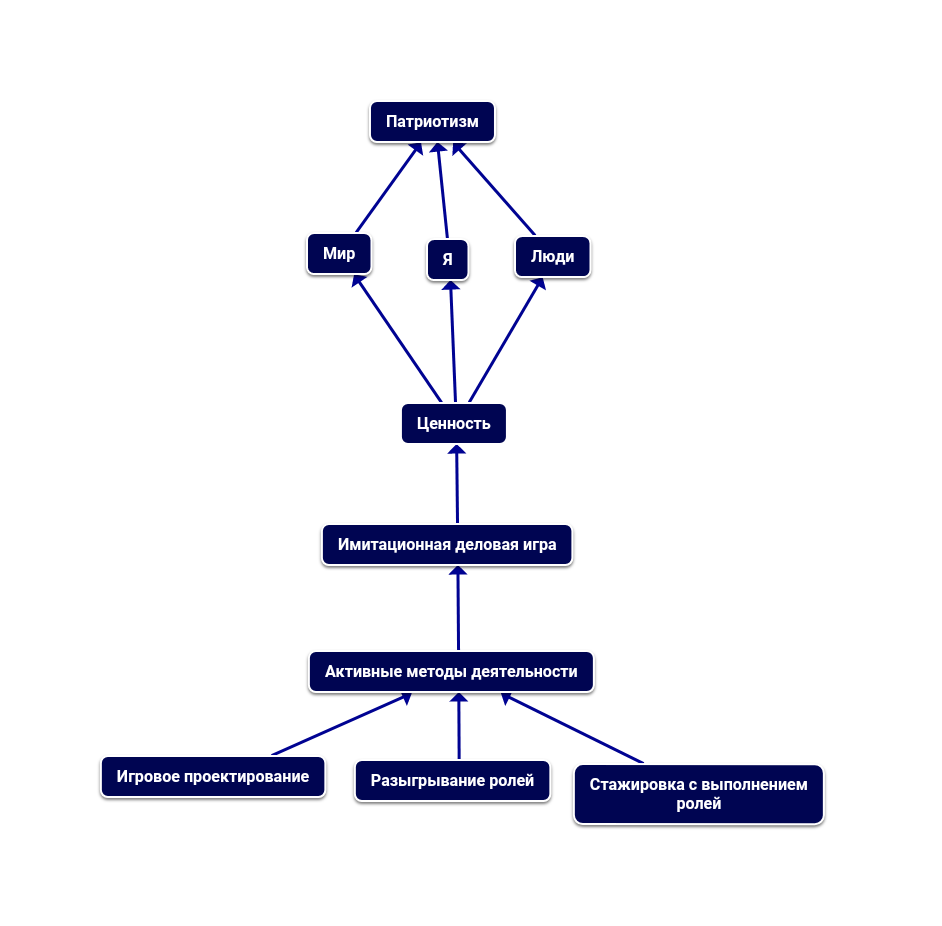 Патриотизм
Мир
Я
Люди
Ценность
Имитационная деловая игра
Активные методы деятельности
Игровое проектирование
Разыгрывание ролей
Стажировка с выполнением
ролей